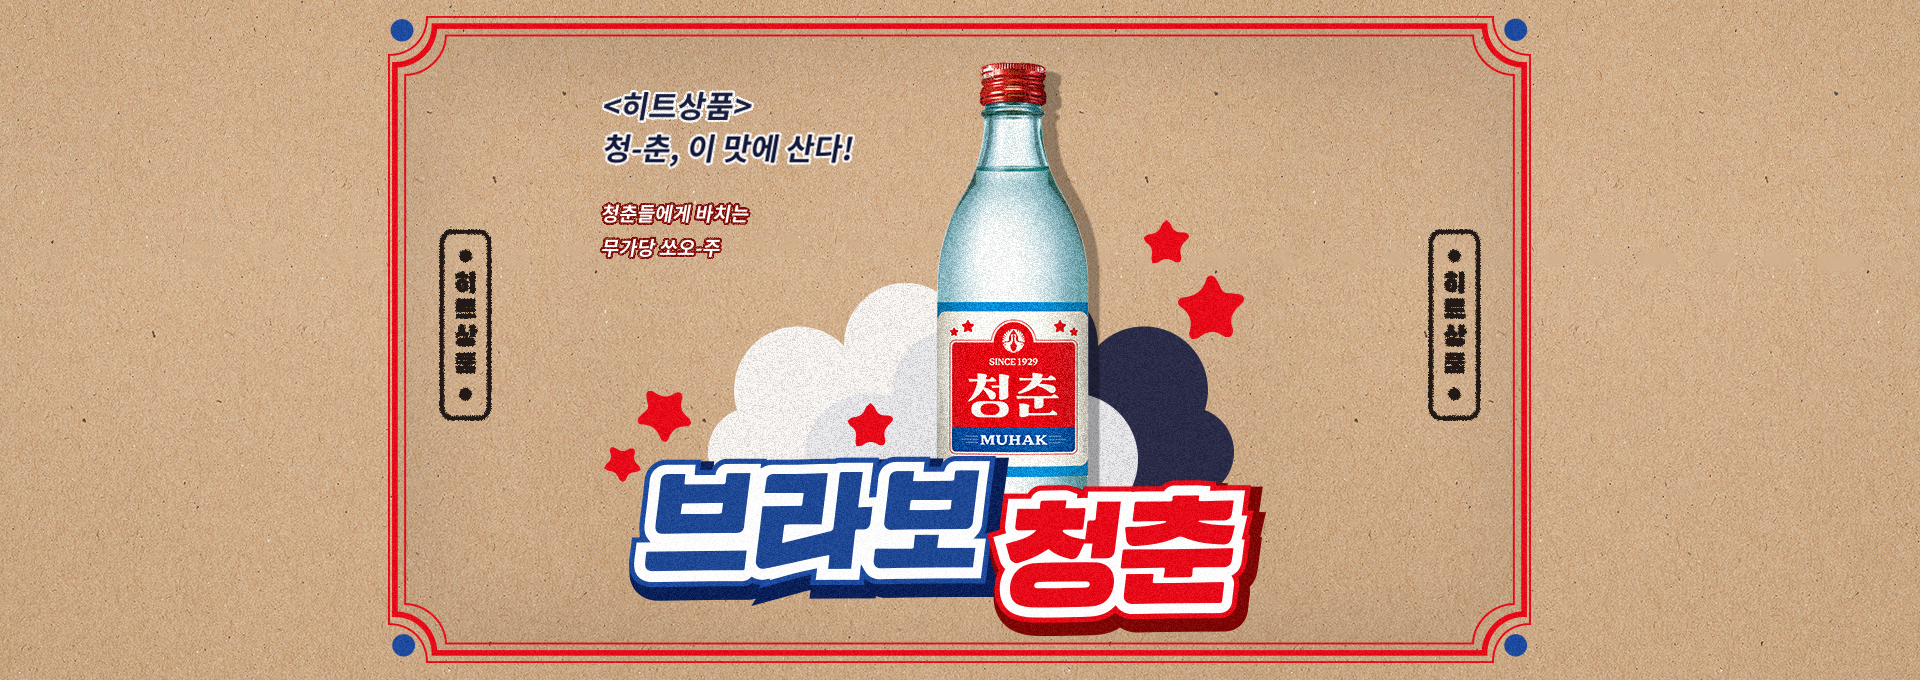 <히트상품>
청-춘, 이 맛에 산다!
청춘들에게 바치는
무가당 쏘오-주
히트상품
SINCE 1929
청춘
MUHAK
히트상품
브라보
청춘